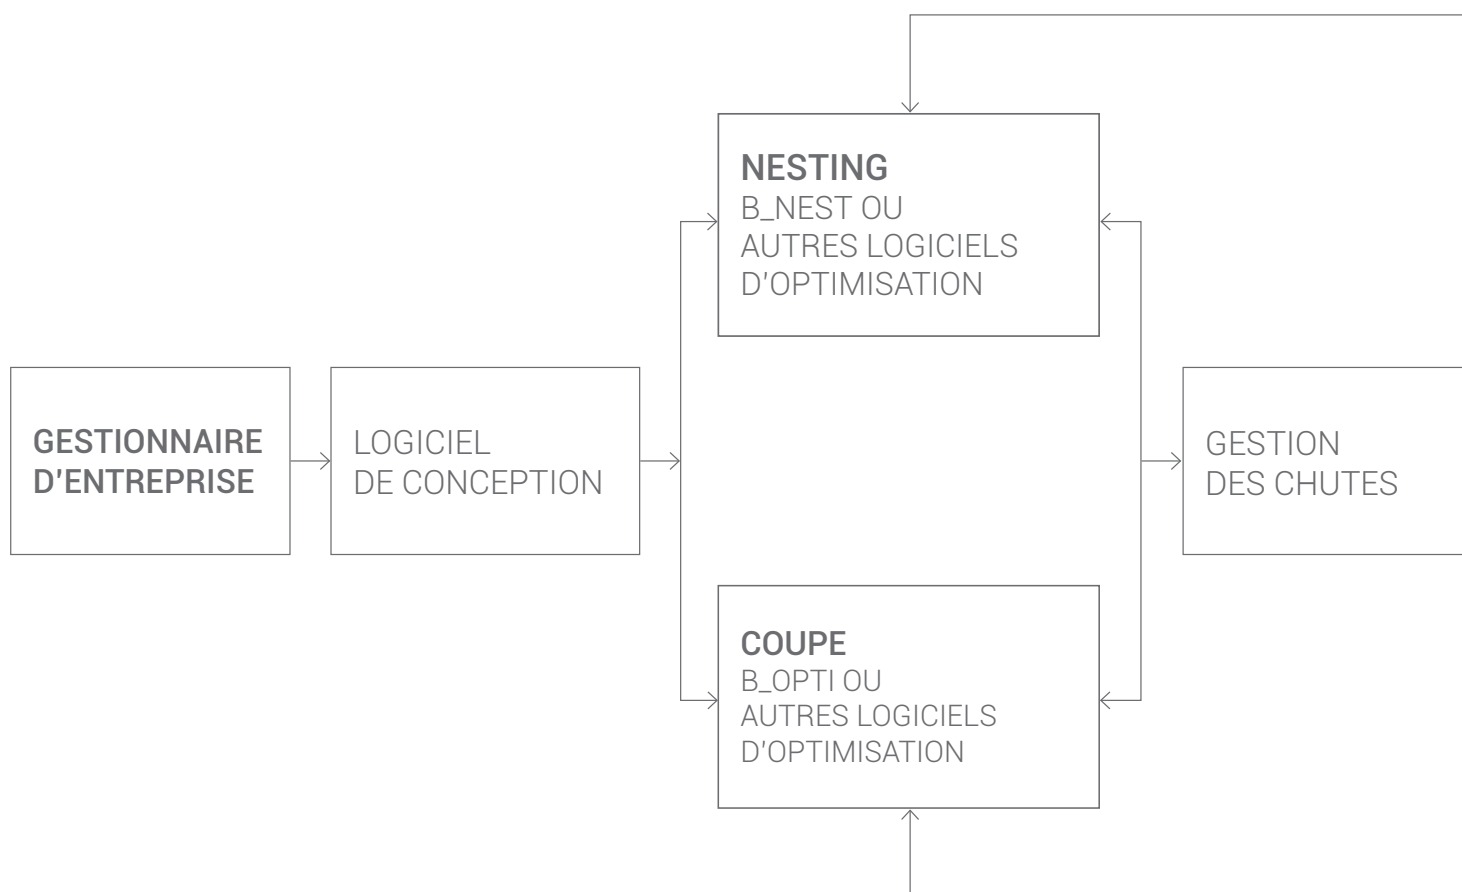 GESTIONNAIRE
D'ENTREPRISE
LOGICIEL
DE CONCEPTION
NESTING
B_NEST OU
AUTRES LOGICIELS
D'OPTIMISATION
COUPE
B_OPTI OU
AUTRES LOGICIELS
D'OPTIMISATION
GESTION
DES CHUTES